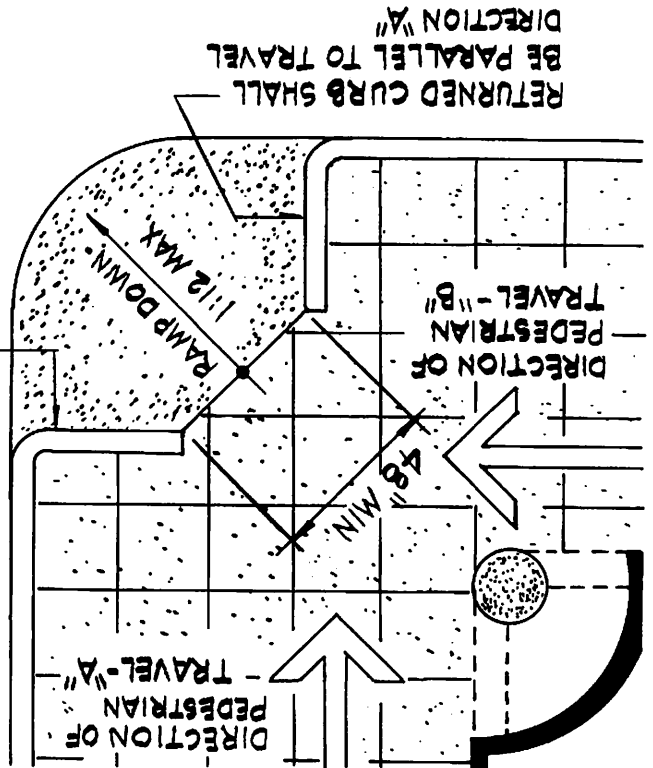 DIRECTION OF
PEDESTRIAN
TRAVEL-"A"
48" MIN
DIRECTION OF
PEDESTRIAN
TRAVEL-"B"
RAMP DOWN-
1:12 MAX
RETURNED CURB SHALL
BE PARALLEL TO TRAVEL
DIRECTION "A"